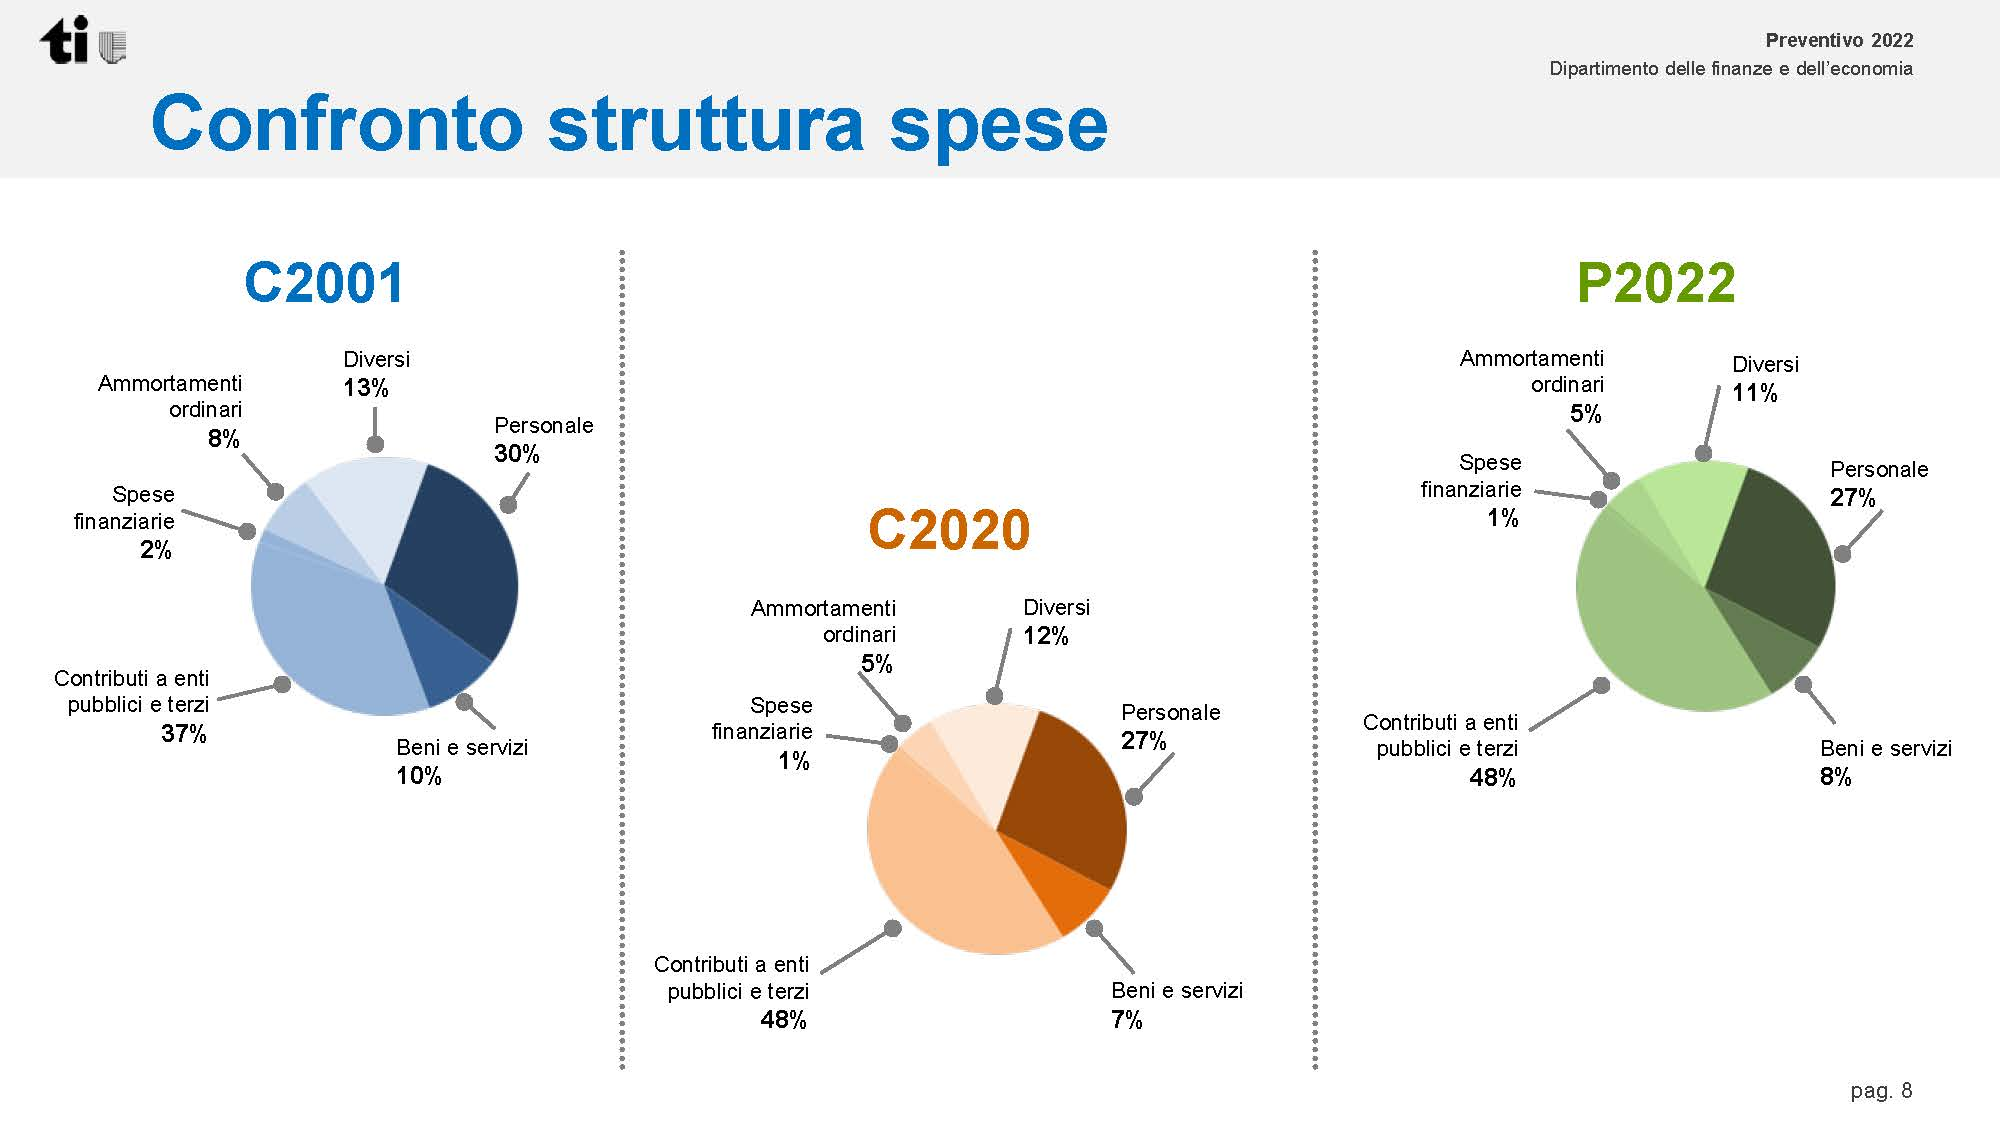 ti
Preventivo 2022
Dipartimento delle finanze e dell'economia
Confronto struttura spese
C2001
Diversi
13%
Ammortamenti
ordinari
8%
Personale
30%
Spese
finanziarie
2%
Contributi a enti
pubblici e terzi
37%
Beni e servizi
10%
C2020
Ammortamenti
ordinari
5%
Diversi
12%
Spese
finanziarie
1%
Personale
27%
Contributi a enti
pubblici e terzi
48%
Beni e servizi
7%
P2022
Ammortamenti
ordinari
5%
Diversi
11%
Spese
finanziarie
1%
Personale
27%
Contributi a enti
pubblici e terzi
48%
Beni e servizi
8%
pag. 8